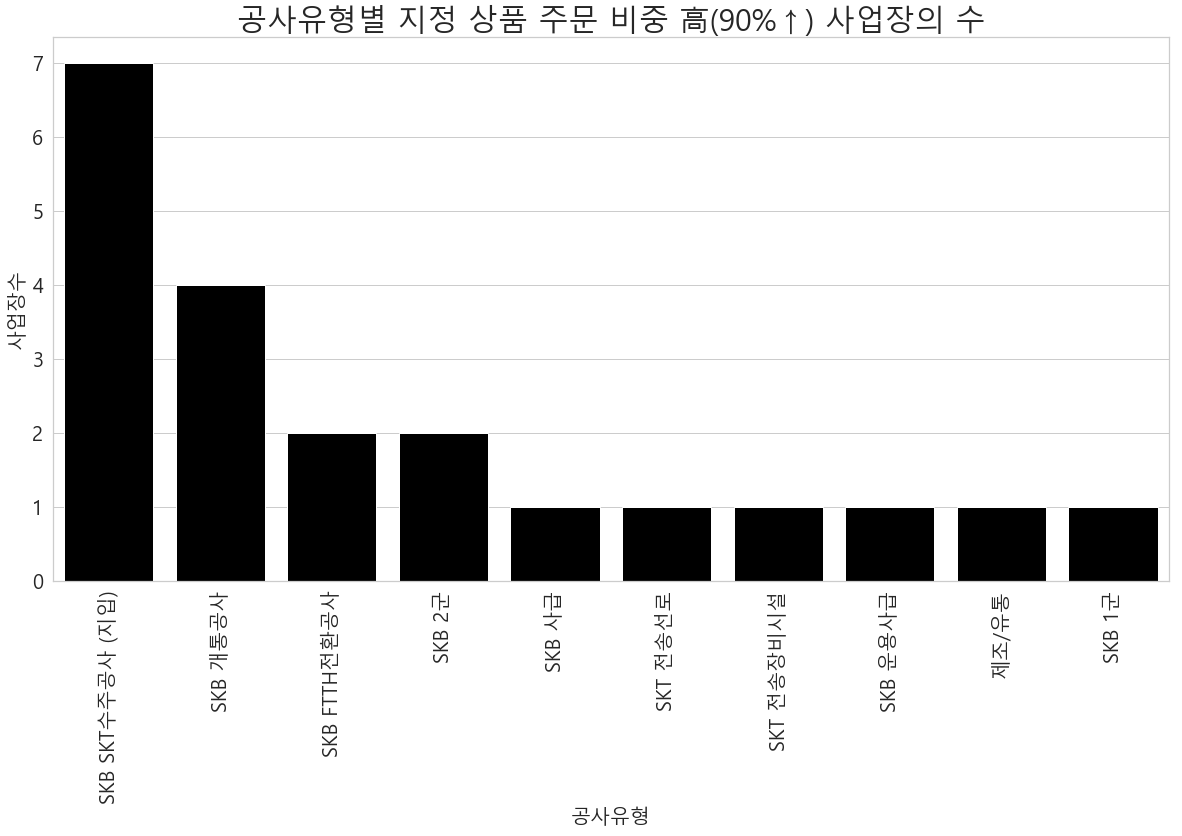 공사유형별 지정 상품 주문 비중 高(90%↑) 사업장의 수
사업장수
7
6
5
4
3
2
1
0
SKB SKT수주공사 (지입)
SKB 개통공사
SKB FTTH전환공사
SKB 2군
SKB 사급
SKT 전송선로
SKT 전송장비시설
SKB 운용사급
제조/유통
SKB 1군
공사유형